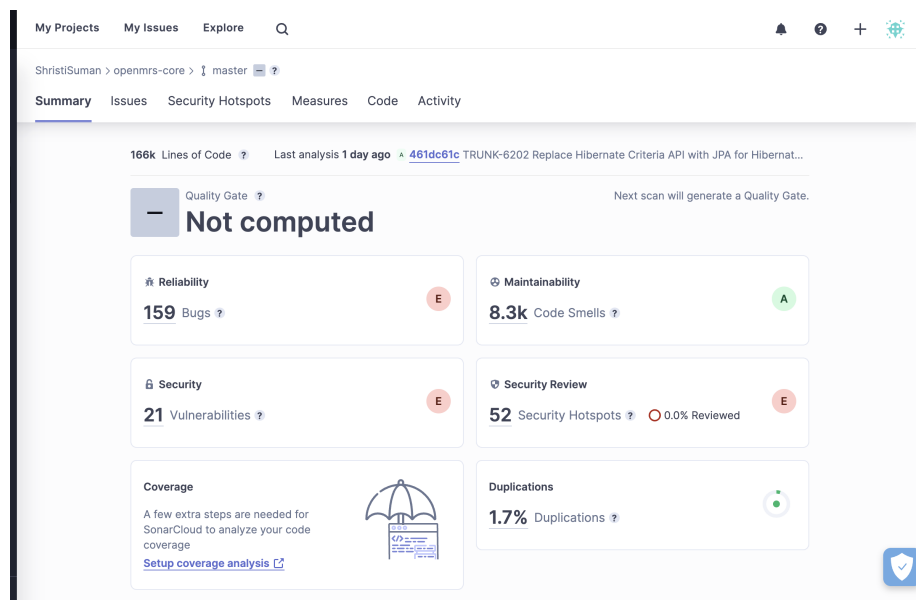 My Projects My Issues Explore
ShristiSuman > openmrs-core > master – ?
Summary Issues Security Hotspots Measures Code Activity
166k Lines of Code ? Last analysis 1 day ago A 461dc61c TRUNK-6202 Replace Hibernate Criteria API with JPA for Hibernat...
Quality Gate ? Next scan will generate a Quality Gate.
– Not computed
Reliability
159 Bugs ? E
Maintainability
8.3k Code Smells ? A
Security
21 Vulnerabilities ? E
Security Review
52 Security Hotspots ? 0.0% Reviewed E
Coverage
A few extra steps are needed for
SonarCloud to analyze your code
coverage
Setup coverage analysis
</>
Duplications
1.7% Duplications ?